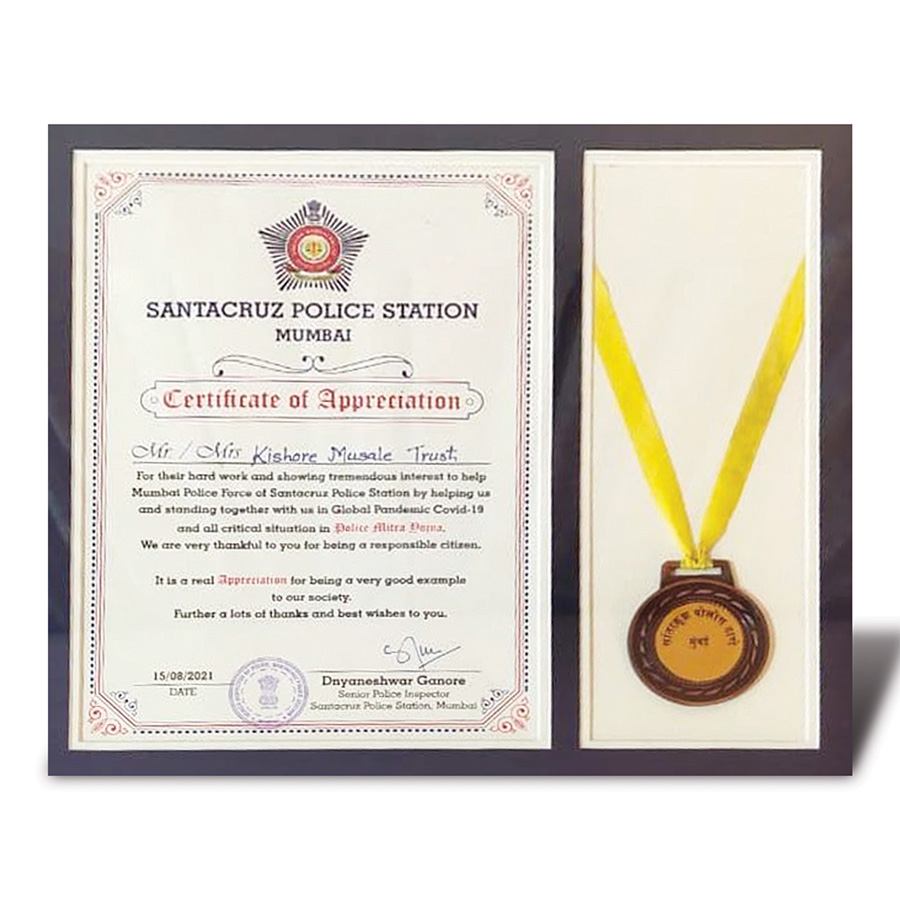 SANTACRUZ POLICE STATION
MUMBAI
Certificate of Appreciation
Mr. / Mrs. Kishore Musale Trust
For their hard work and showing tremendous interest to help
Mumbai Police Force of Santacruz Police Station by helping us
and standing together with us in Global Pandemic Covid-19
and all critical situation in Police Mitra Yojna.
We are very thankful to you for being a responsible citizen.
It is a real Appreciation for being a very good example
to our society.
Further a lots of thanks and best wishes to you.
15/08/2021
DATE
Dnyaneshwar Ganore
Senior Police Inspector
Santacruz Police Station, Mumbai
सांताक्रुझ पोलीस ठाणे
मुंबई